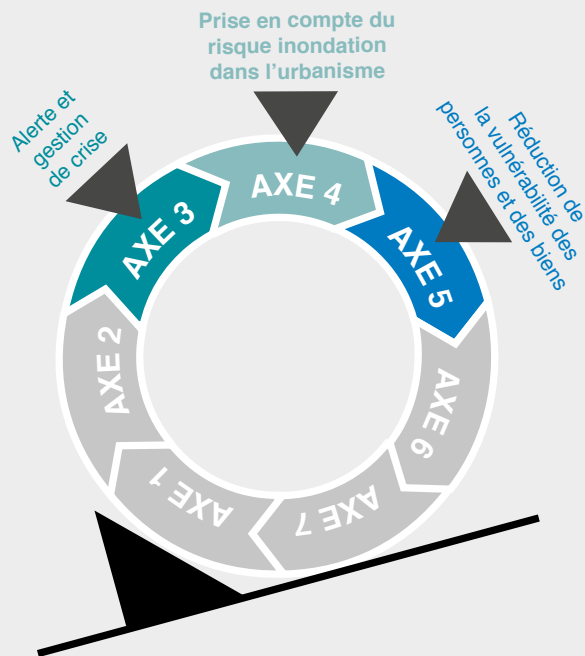 Prise en compte du
risque inondation
dans l'urbanisme
Alerte et
gestion
de crise
Réduction de
la vulnérabilité des
personnes et des biens
AXE 4
AXE 3
AXE 5
AXE 2
AXE 6
AXE 1
AXE 7